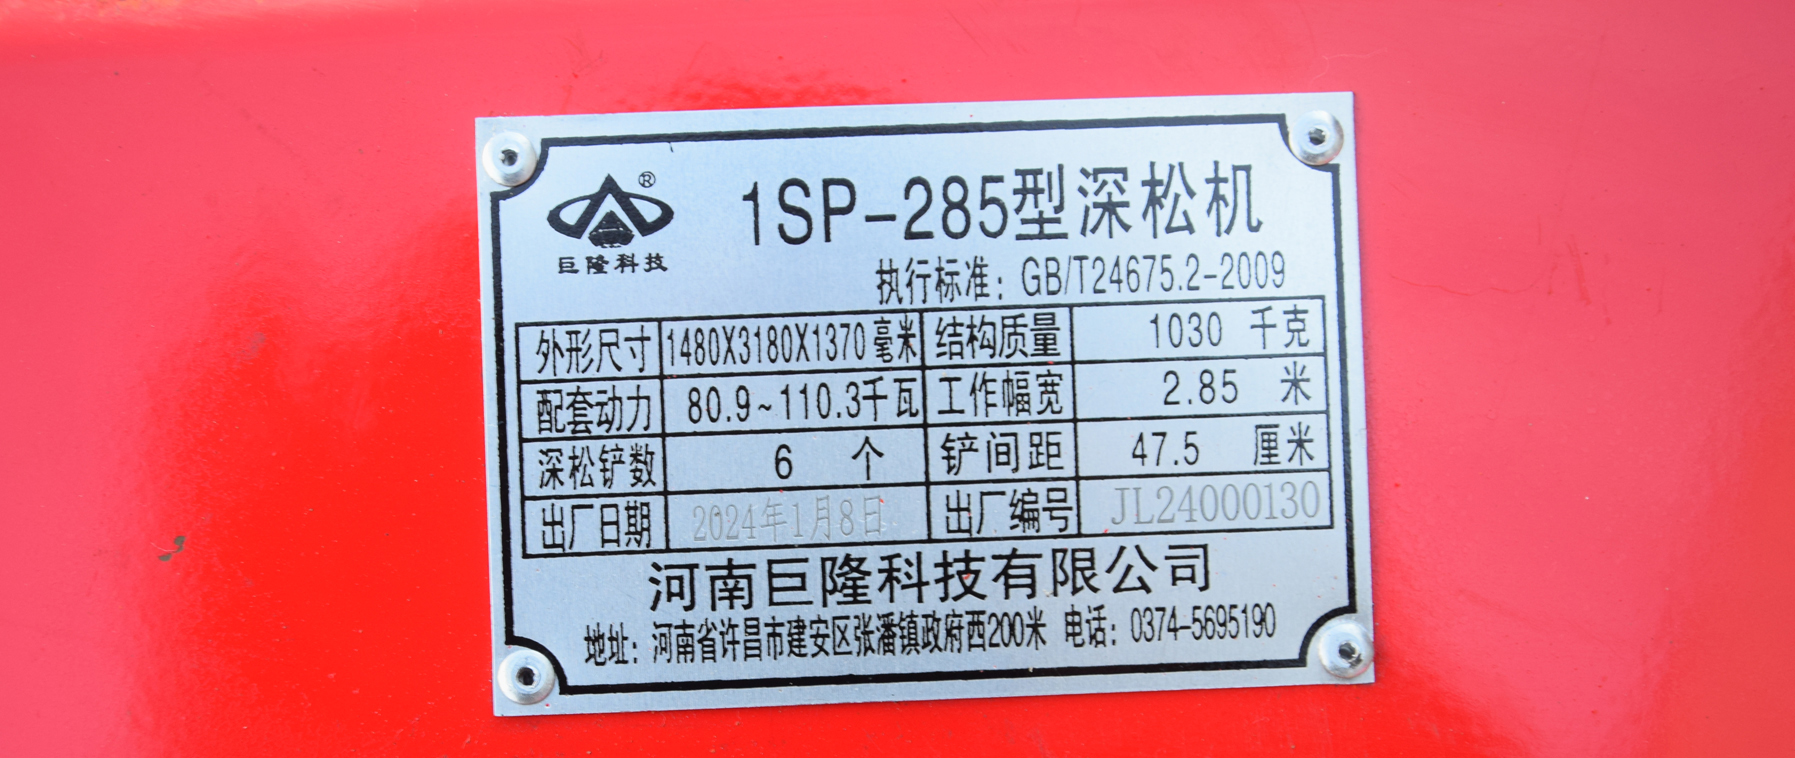 ®
巨隆科技
1SP-285型深松机
执行标准：GB/T24675.2-2009
外形尺寸 1480X3180X1370毫米 结构质量 1030 千克
配套动力 80.9~110.3千瓦 工作幅宽 2.85 米
深松铲数 6 个 铲间距 47.5 厘米
出厂日期 2024年1月8日 出厂编号 JL24000130
河南巨隆科技有限公司
地址：河南省许昌市建安区张潘镇政府西200米 电话：0374-5695190